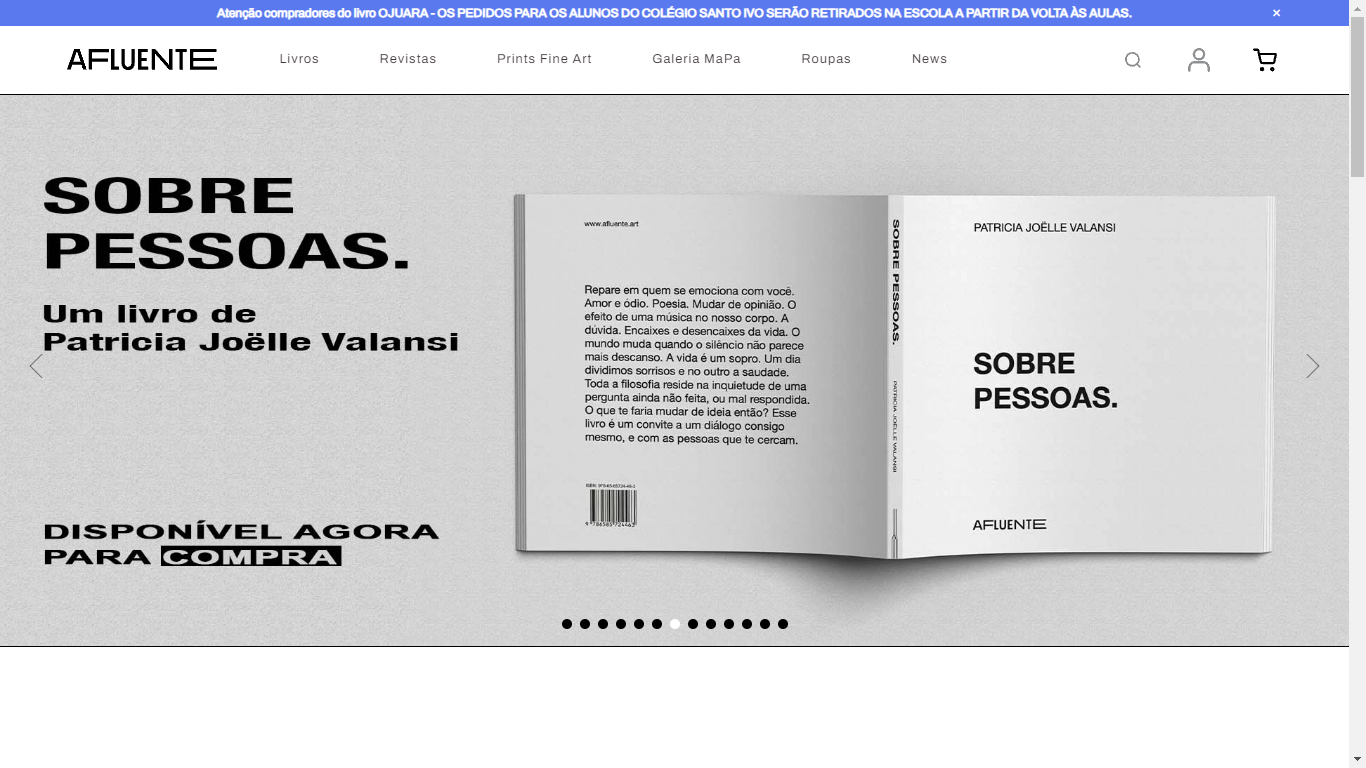 Atenção compradores do livro OJUARA - OS PEDIDOS PARA OS ALUNOS DO COLÉGIO SANTO IVO SERÃO RETIRADOS NA ESCOLA A PARTIR DA VOLTA ÀS AULAS.
AFLUENTE
Livros
Revistas
Prints Fine Art
Galeria MaPa
Roupas
News
SOBRE
PESSOAS.
Um livro de
Patricia Joëlle Valansi
DISPONÍVEL AGORA
PARA COMPRA
www.afluente.art
Repare em quem se emociona com você.
Amor e ódio. Poesia. Mudar de opinião. O
efeito de uma música no nosso corpo. A
dúvida. Encaixes e desencaixes da vida. O
mundo muda quando o silêncio não parece
mais descanso. A vida é um sopro. Um dia
dividimos sorrisos e no outro a saudade.
Toda a filosofia reside na inquietude de uma
pergunta ainda não feita, ou mal respondida.
O que te faria mudar de ideia então? Esse
livro é um convite a um diálogo consigo
mesmo, e com as pessoas que te cercam.
SOBRE PESSOAS.
PATRICIA JOËLLE VALANSI
PATRICIA JOËLLE VALANSI
SOBRE
PESSOAS.
AFLUENTE